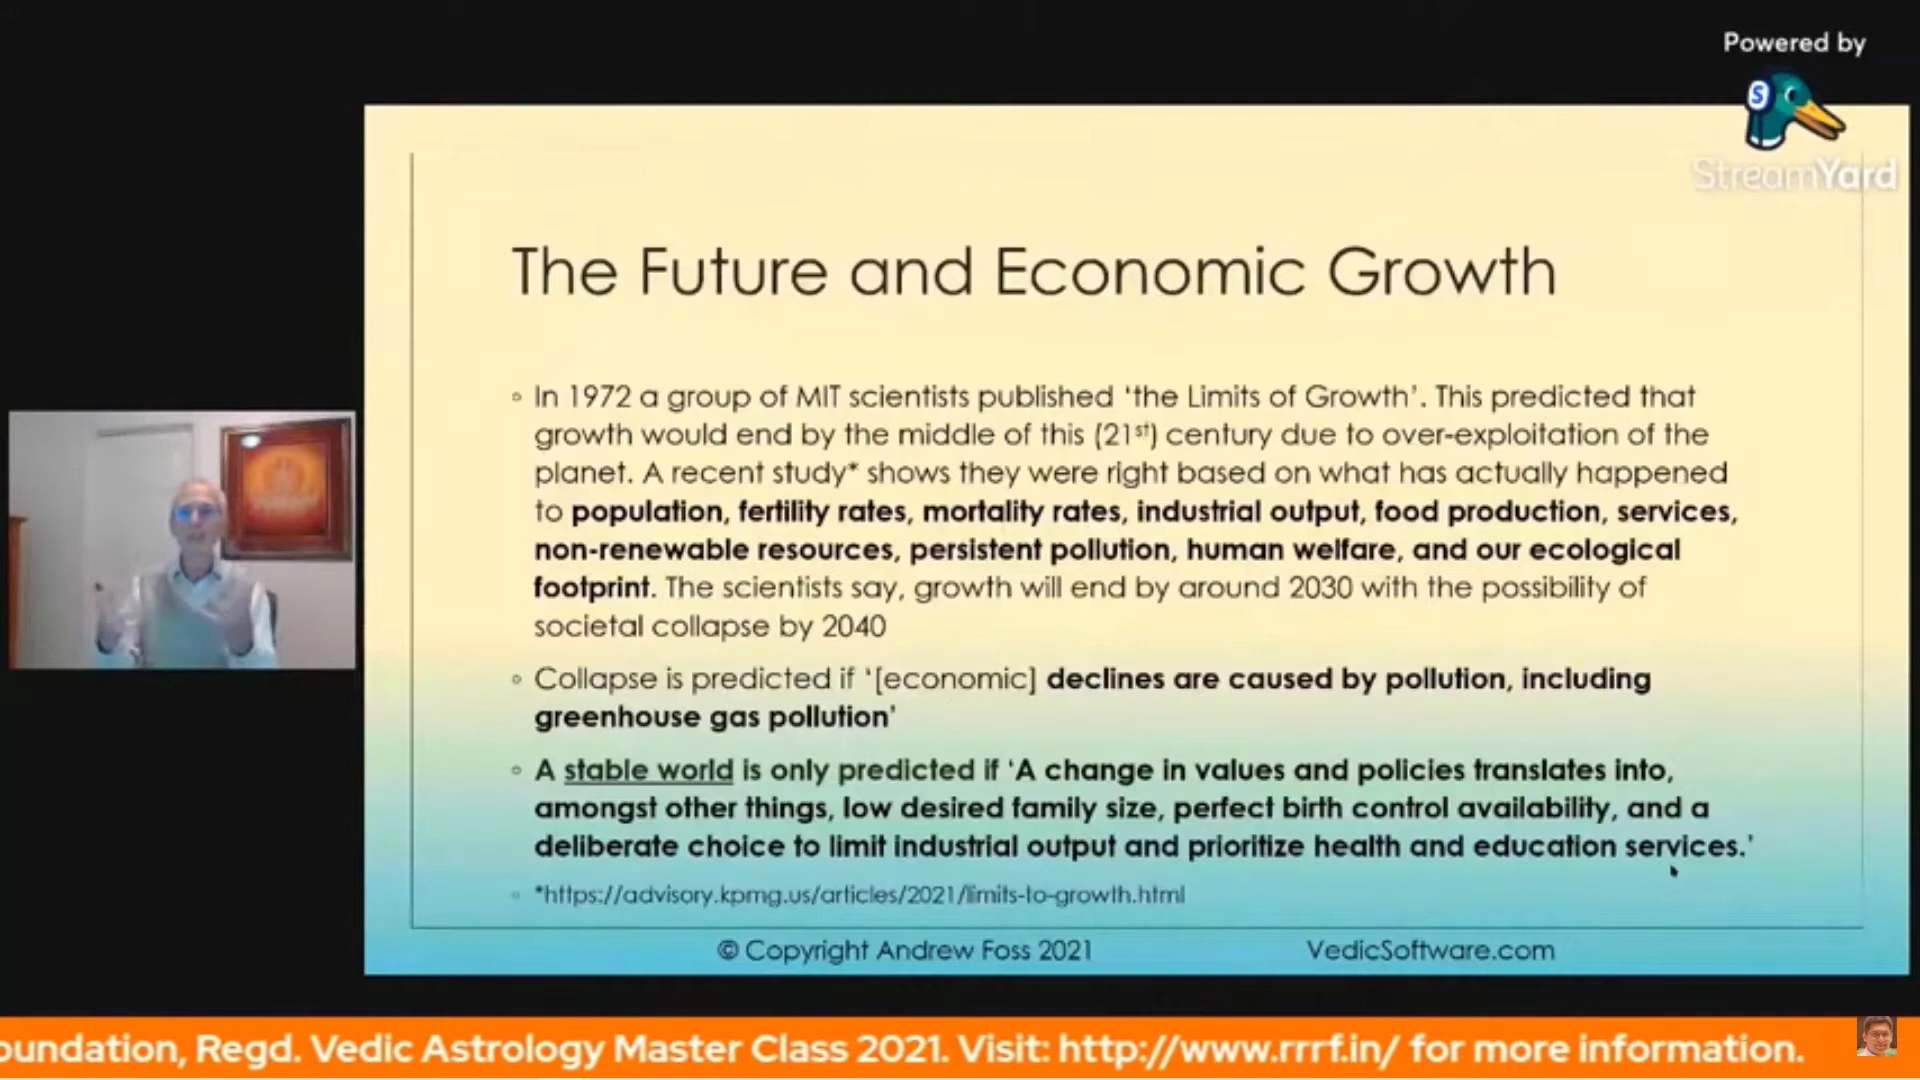 Powered by
StreamYard
The Future and Economic Growth
◦ In 1972 a group of MIT scientists published ‘the Limits of Growth’. This predicted that
growth would end by the middle of this (21st) century due to over-exploitation of the
planet. A recent study* shows they were right based on what has actually happened
to population, fertility rates, mortality rates, industrial output, food production, services,
non-renewable resources, persistent pollution, human welfare, and our ecological
footprint. The scientists say, growth will end by around 2030 with the possibility of
societal collapse by 2040
◦ Collapse is predicted if ‘[economic] declines are caused by pollution, including
greenhouse gas pollution’
◦ A stable world is only predicted if ‘A change in values and policies translates into,
amongst other things, low desired family size, perfect birth control availability, and a
deliberate choice to limit industrial output and prioritize health and education services.’
◦ *https://advisory.kpmg.us/articles/2021/limits-to-growth.html
© Copyright Andrew Foss 2021 VedicSoftware.com
oundation, Regd. Vedic Astrology Master Class 2021. Visit: http://www.rrrf.in/ for more information.